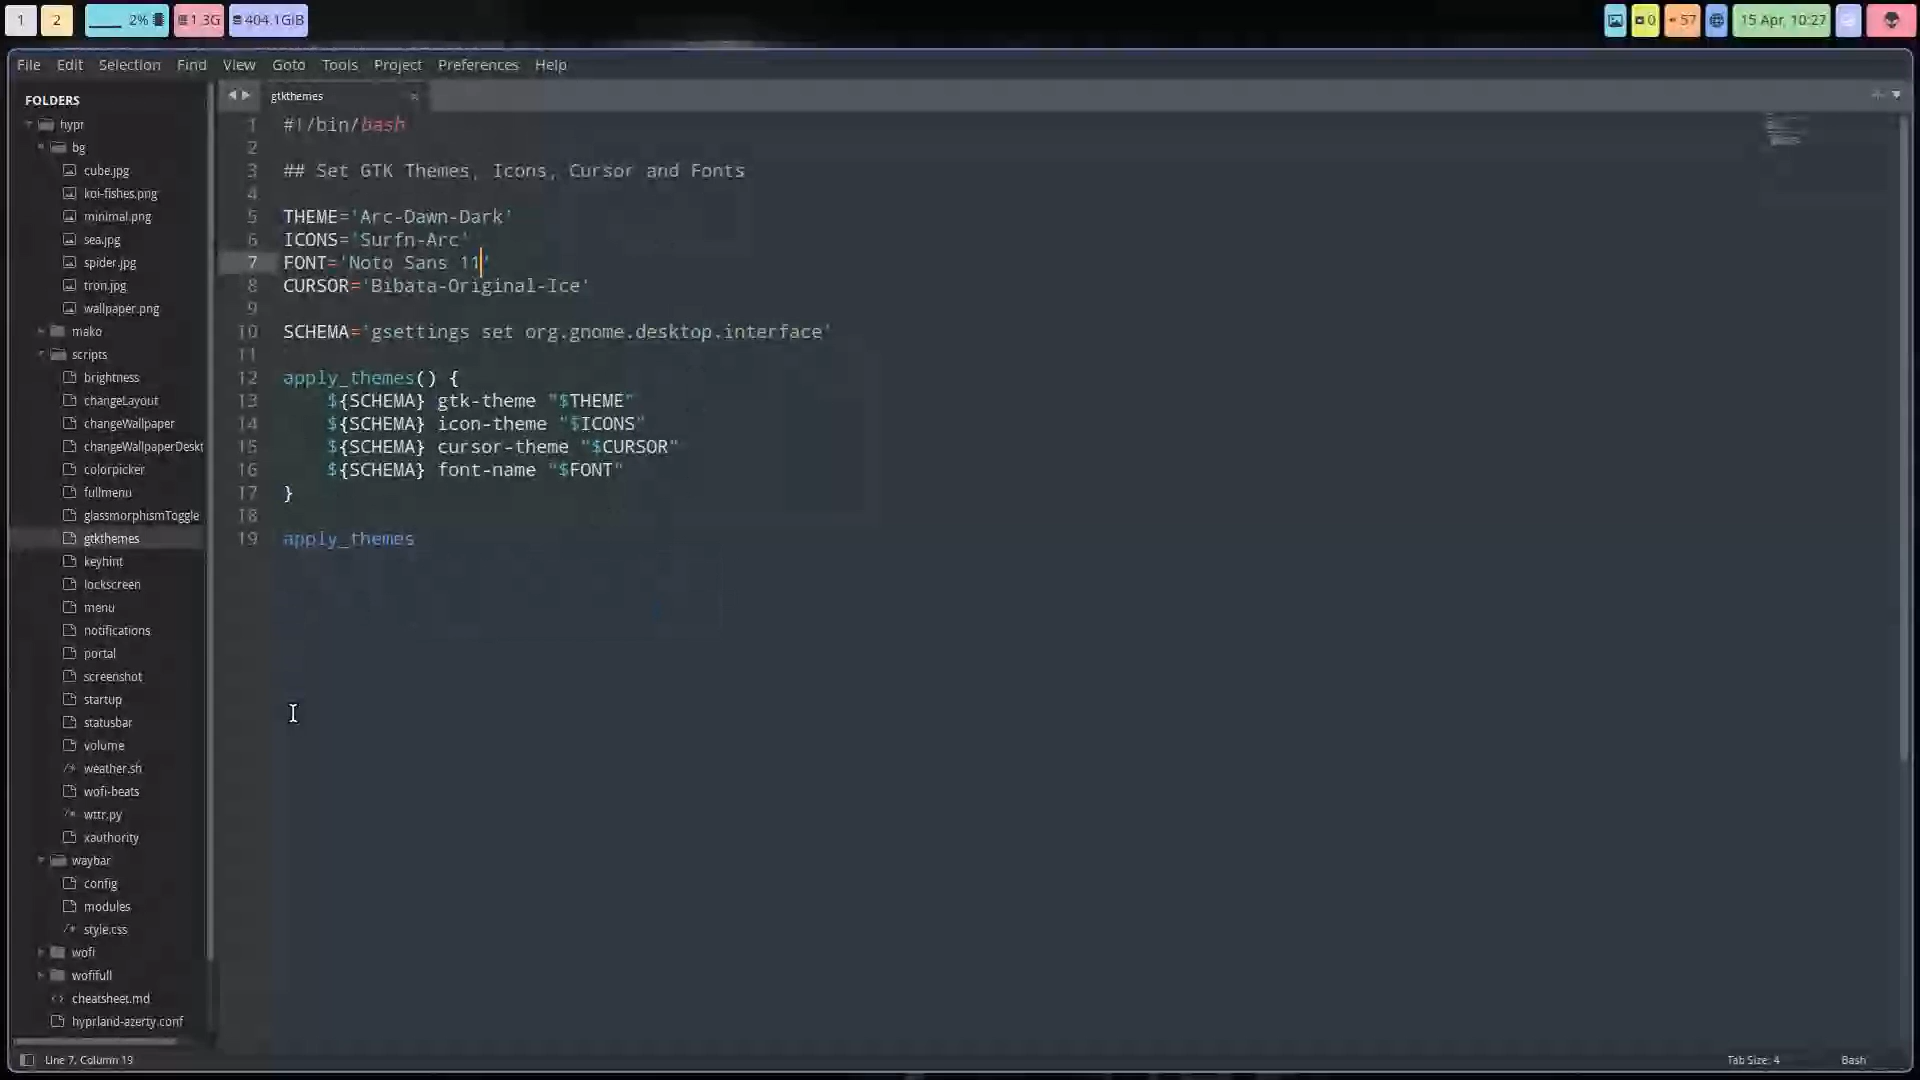 1 2 2% 1.3G 404.1GiB 0 57 15 Apr, 10:27
File Edit Selection Find View Goto Tools Project Preferences Help
FOLDERS
hypr
bg
cube.jpg
koi-fishes.png
minimal.png
sea.jpg
spider.jpg
tron.jpg
wallpaper.png
mako
scripts
brightness
changeLayout
changeWallpaper
changeWallpaperDeskt
colorpicker
fullmenu
glassmorphismToggle
gtkthemes
keyhint
lockscreen
menu
notifications
portal
screenshot
startup
statusbar
volume
/* weather.sh
wofi-beats
/* wttr.py
xauthority
waybar
config
modules
/* style.css
wofi
wofifull
<> cheatsheet.md
hyprland-azerty.conf
gtkthemes
1 #!/bin/bash
2
3 ## Set GTK Themes, Icons, Cursor and Fonts
4
5 THEME='Arc-Dawn-Dark'
6 ICONS='Surfn-Arc'
7 FONT='Noto Sans 11'
8 CURSOR='Bibata-Original-Ice'
9
10 SCHEMA='gsettings set org.gnome.desktop.interface'
11
12 apply_themes() {
13 ${SCHEMA} gtk-theme "$THEME"
14 ${SCHEMA} icon-theme "$ICONS"
15 ${SCHEMA} cursor-theme "$CURSOR"
16 ${SCHEMA} font-name "$FONT"
17 }
18
19 apply_themes
Line 7, Column 19 Tab Size: 4 Bash